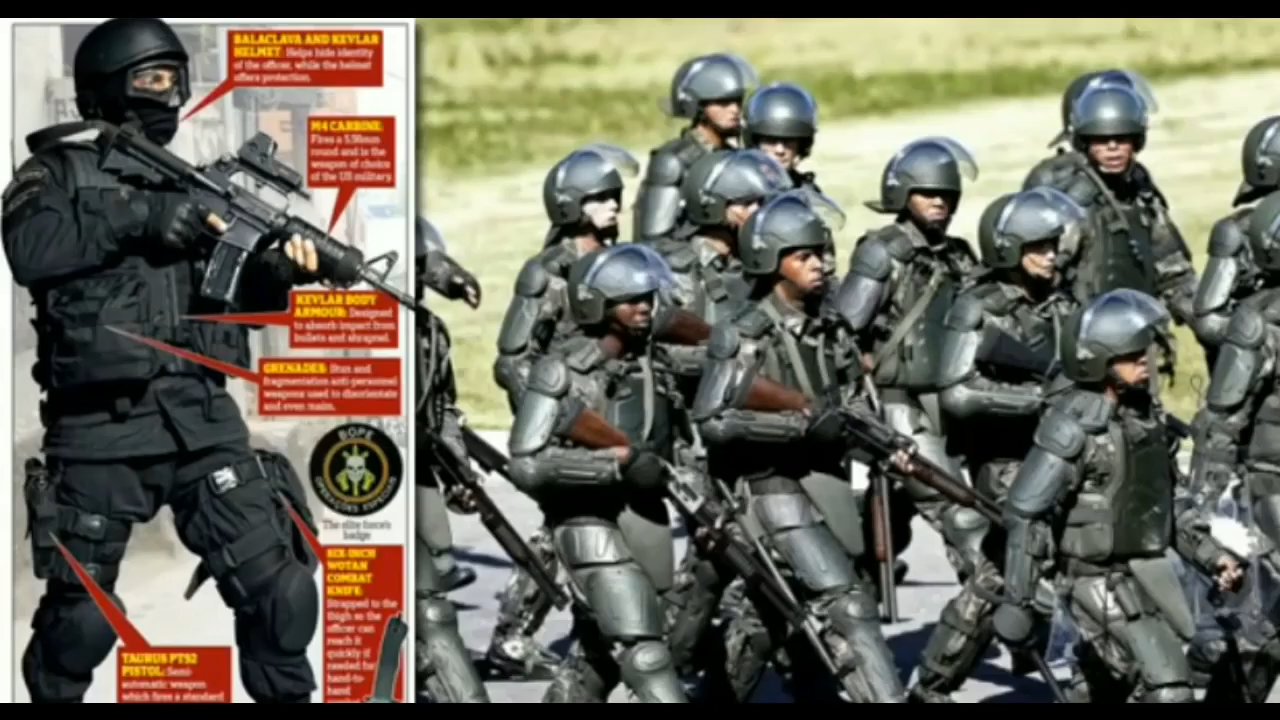 BALACLAVA AND KEVLAR
HELMET: Helps hide identity
of the officer, while the helmet
offers protection.
M4 CARBINE:
Fires a 5.56mm
round and is the
weapon of choice
of the US military
KEVLAR BODY
ARMOUR: Designed
to absorb impact from
bullets and shrapnel.
GRENADES: Stun and
fragmentation anti-personnel
weapons used to disorientate
and even maim.
BOPE
OPERAÇÕES ESPECIAIS
The elite force's
badge
SIX-INCH
WOTAN
COMBAT
KNIFE:
Strapped to the
thigh so the
officer can
reach it
quickly if
needed for
hand-to-
hand
TAURUS PT92
PISTOL: Semi-
automatic weapon
which fires a standard